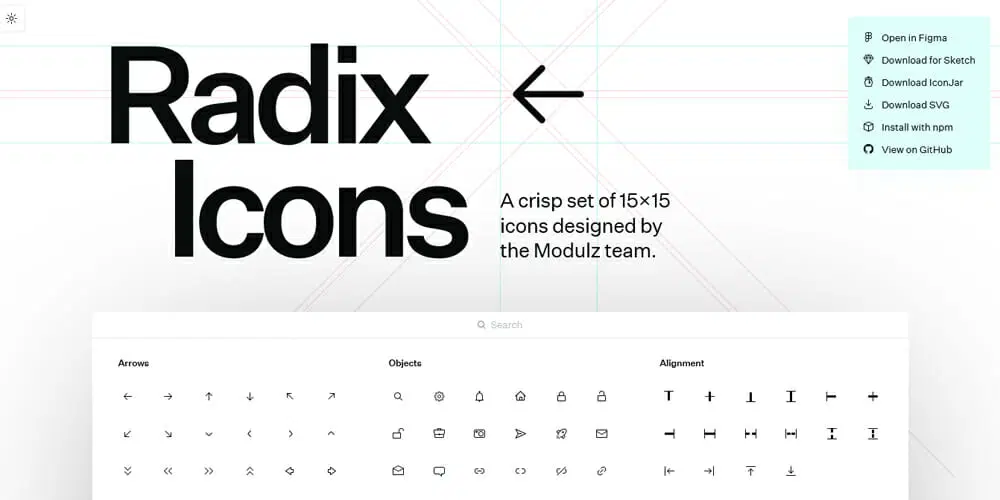 Radix
Icons
A crisp set of 15×15
icons designed by
the Modulz team.
Open in Figma
Download for Sketch
Download IconJar
Download SVG
Install with npm
View on GitHub
Search
Arrows
Objects
Alignment